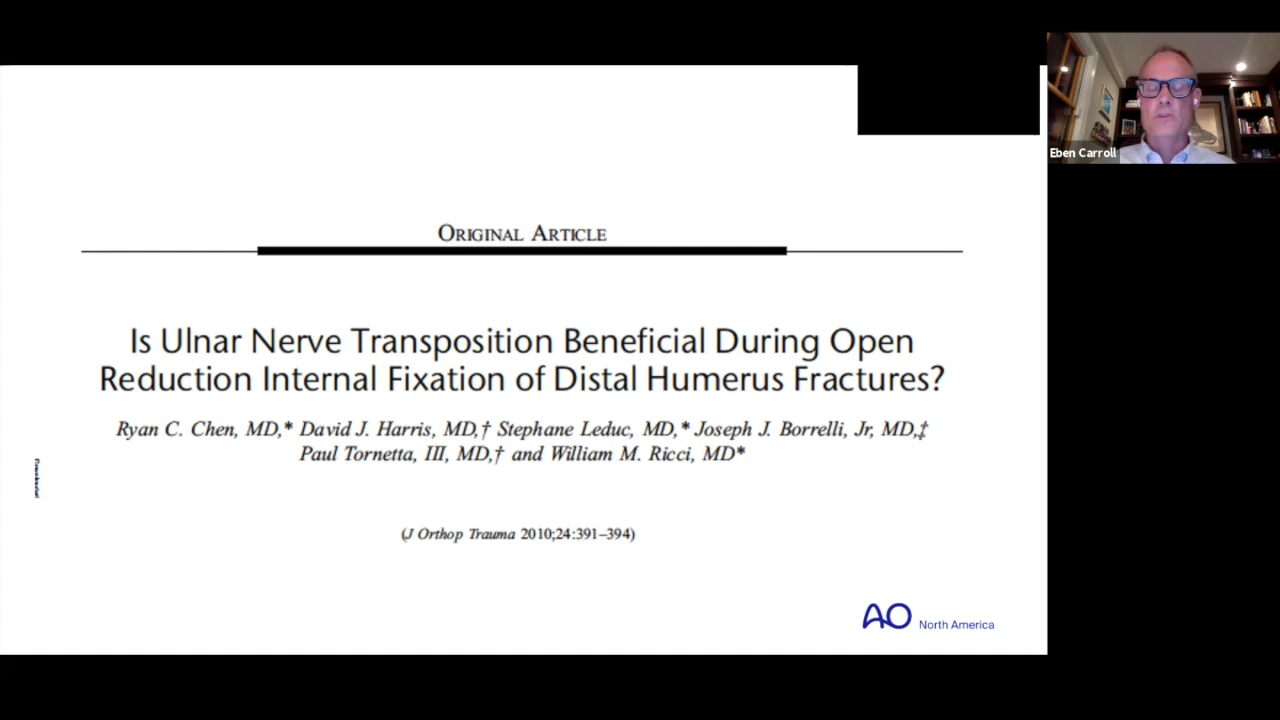 ORIGINAL ARTICLE
Is Ulnar Nerve Transposition Beneficial During Open
Reduction Internal Fixation of Distal Humerus Fractures?
Ryan C. Chen, MD,* David J. Harris, MD,† Stephane Leduc, MD,* Joseph J. Borrelli, Jr, MD,‡
Paul Tornetta, III, MD,† and William M. Ricci, MD*
(J Orthop Trauma 2010;24:391–394)
AO North America
Eben Carroll